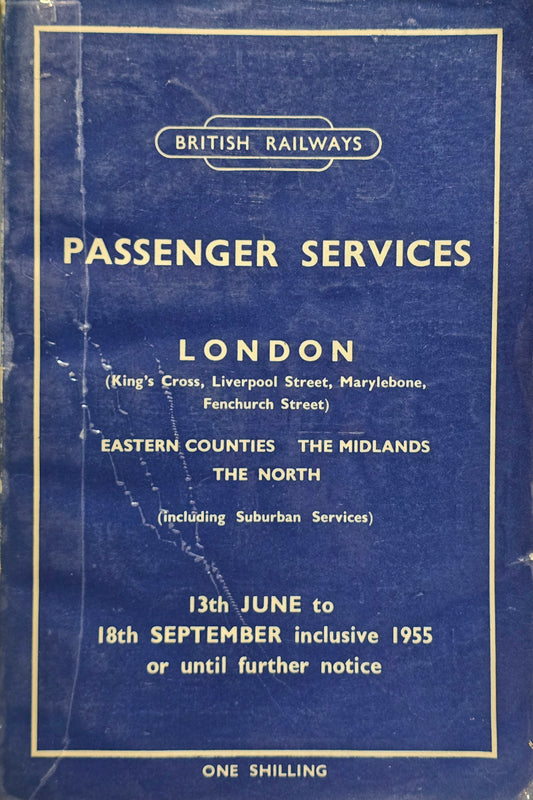 BRITISH RAILWAYS
PASSENGER SERVICES
LONDON
(King's Cross, Liverpool Street, Marylebone,
Fenchurch Street)
EASTERN COUNTIES THE MIDLANDS
THE NORTH
(including Suburban Services)
13th JUNE to
18th SEPTEMBER inclusive 1955
or until further notice
ONE SHILLING